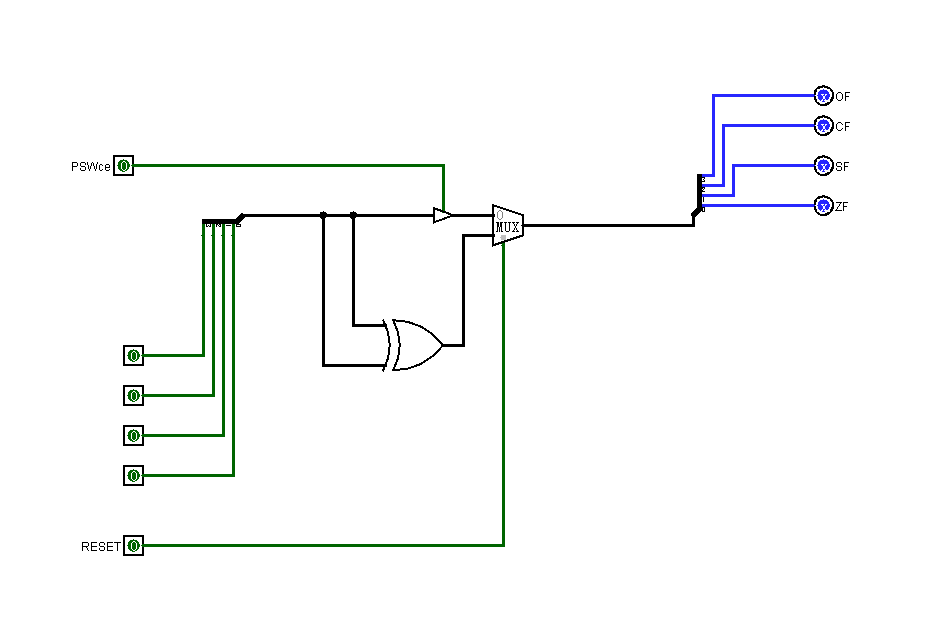 x OF
x CF
PSWce 0
x SF
x ZF
0
MUX
0
0
0
0
RESET 0